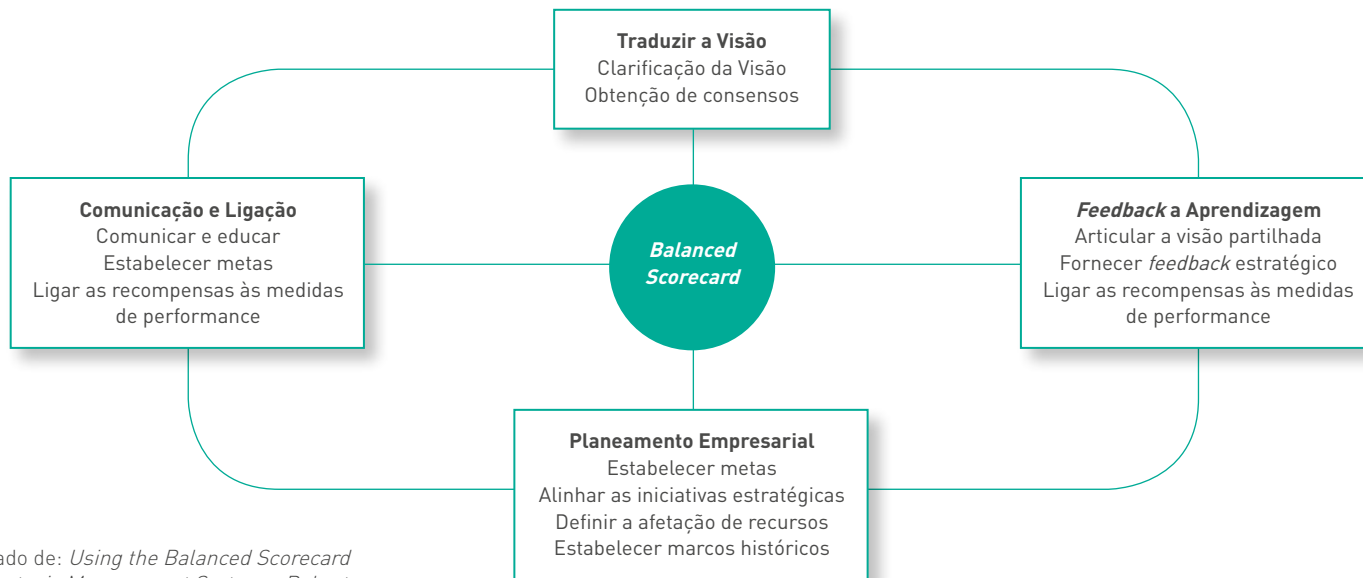 Traduzir a Visão
Clarificação da Visão
Obtenção de consensos
Comunicação e Ligação
Comunicar e educar
Estabelecer metas
Ligar as recompensas às medidas
de performance
Balanced
Scorecard
Feedback a Aprendizagem
Articular a visão partilhada
Fornecer feedback estratégico
Ligar as recompensas às medidas
de performance
Planeamento Empresarial
Estabelecer metas
Alinhar as iniciativas estratégicas
Definir a afetação de recursos
Estabelecer marcos históricos
ado de: Using the Balanced Scorecard